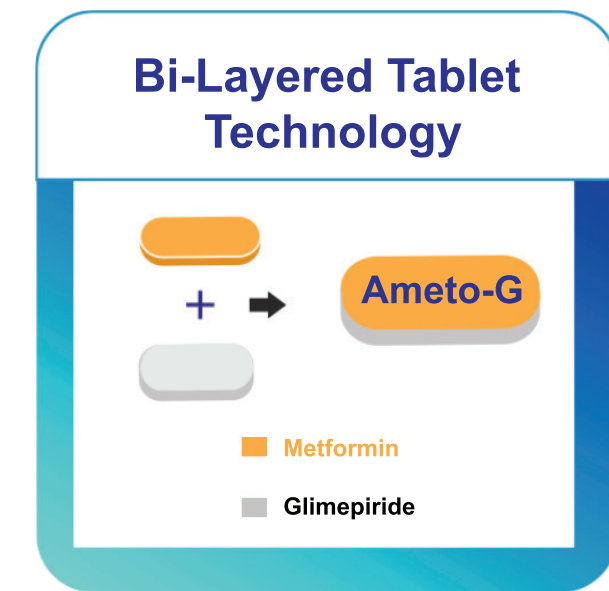 Bi-Layered Tablet
Technology
+
Ameto-G
Metformin
Glimepiride